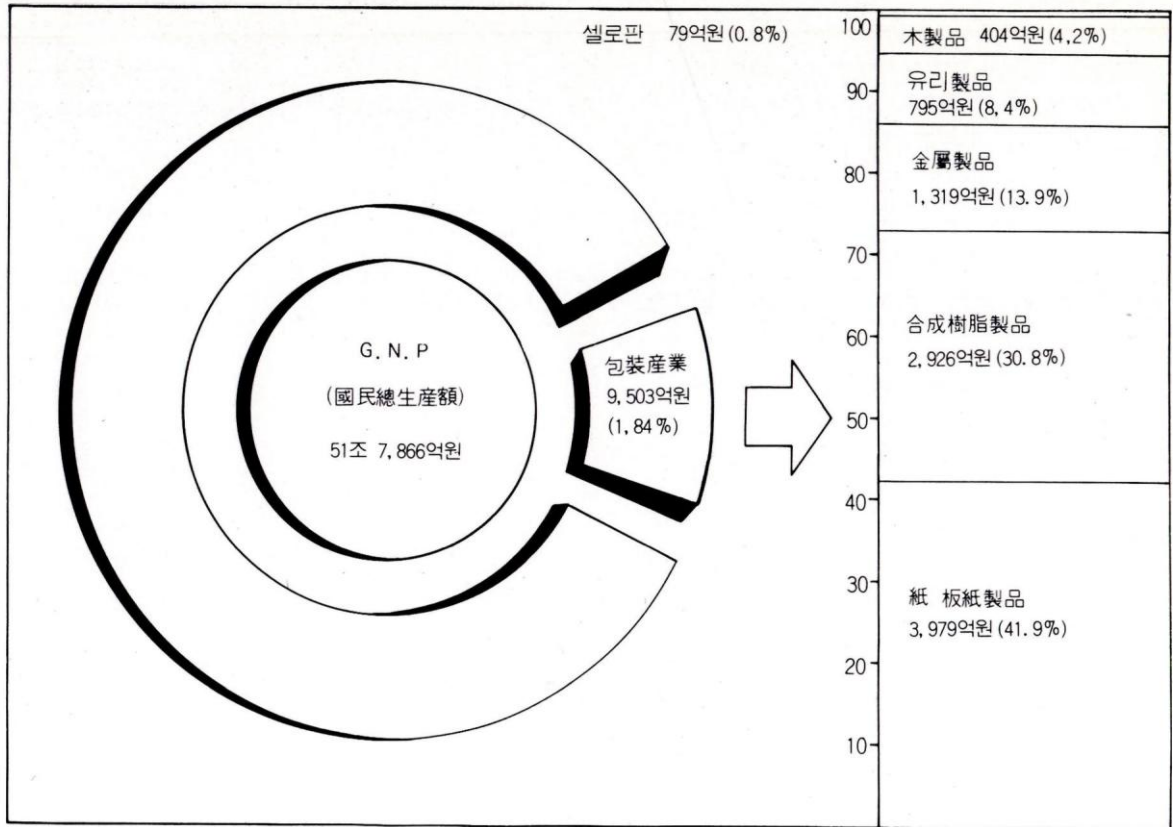 셀로판 79억원(0.8%)
G. N. P
(國民總生産額)
51조 7,866억원
包裝産業
9,503억원
(1,84%)
100
90
80
70
60
50
40
30
20
10
木製品 404억원(4,2%)
유리製品
795억원(8,4%)
金屬製品
1,319억원(13.9%)
合成樹脂製品
2,926억원(30.8%)
紙 板紙製品
3,979억원(41.9%)